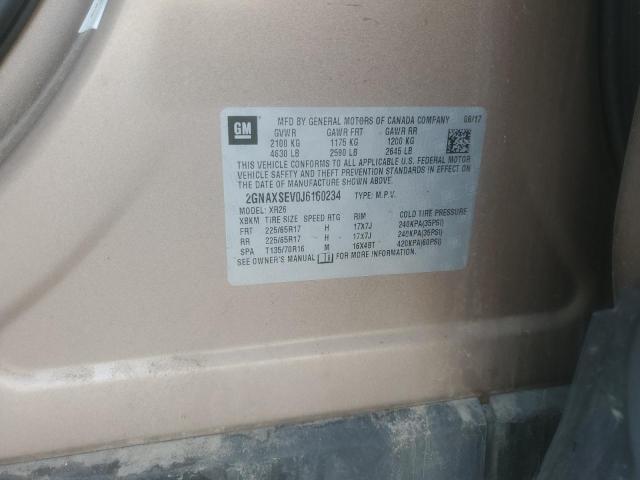 GM
MFD BY GENERAL MOTORS OF CANADA COMPANY 08/17
GVWR GAWR FRT GAWR RR
2100 KG 1175 KG 1200 KG
4630 LB 2590 LB 2645 LB
THIS VEHICLE CONFORMS TO ALL APPLICABLE U.S. FEDERAL MOTOR
VEHICLE SAFETY AND THEFT PREVENTION STANDARDS IN EFFECT ON
THE DATE OF MANUFACTURE SHOWN ABOVE.
2GNAXSEV0J6160234 TYPE: M.P.V.
MODEL: XR26
XBKM TIRE SIZE SPEED RTG RIM COLD TIRE PRESSURE
FRT 225/65R17 H 17X7J 240KPA(35PSI)
RR 225/65R17 H 17X7J 240KPA(35PSI)
SPA T135/70R16 M 16X4BT 420KPA(60PSI)
SEE OWNER'S MANUAL